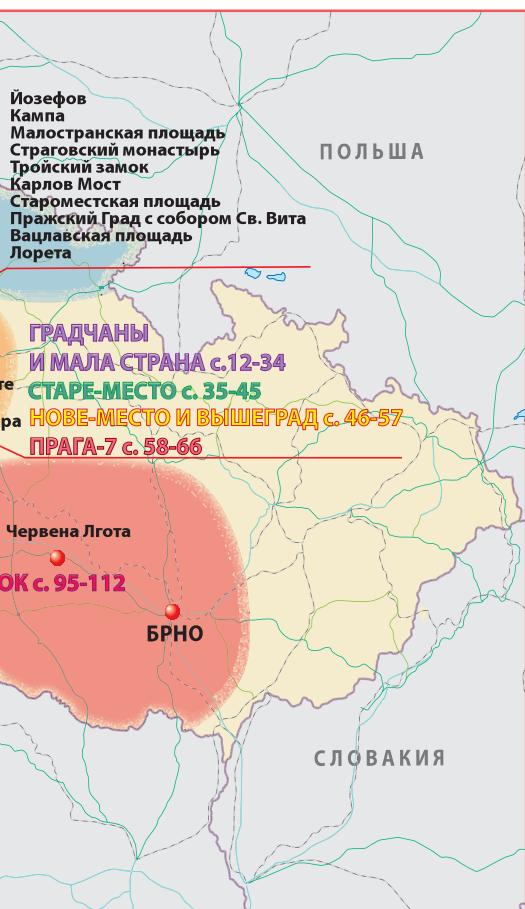 Йозефов
Кампа
Малостранская площадь
Страговский монастырь
Тройский замок
Карлов Мост
Староместская площадь
Пражский Град с собором Св. Вита
Вацлавская площадь
Лорета
ПОЛЬША
ГРАДЧАНЫ
И МАЛА СТРАНА с.12-34
те
СТАРЕ-МЕСТО с. 35-45
ра
НОВЕ-МЕСТО И ВЫШЕГРАД с. 46-57
ПРАГА-7 с. 58-66
Червена Лгота
ОК с. 95-112
БРНО
СЛОВАКИЯ